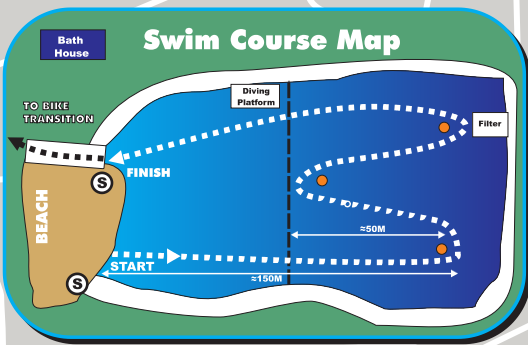 Swim Course Map
Bath
House
Diving
Platform
TO BIKE
TRANSITION
Filter
FINISH
S
BEACH
≈50M
START
S
≈150M